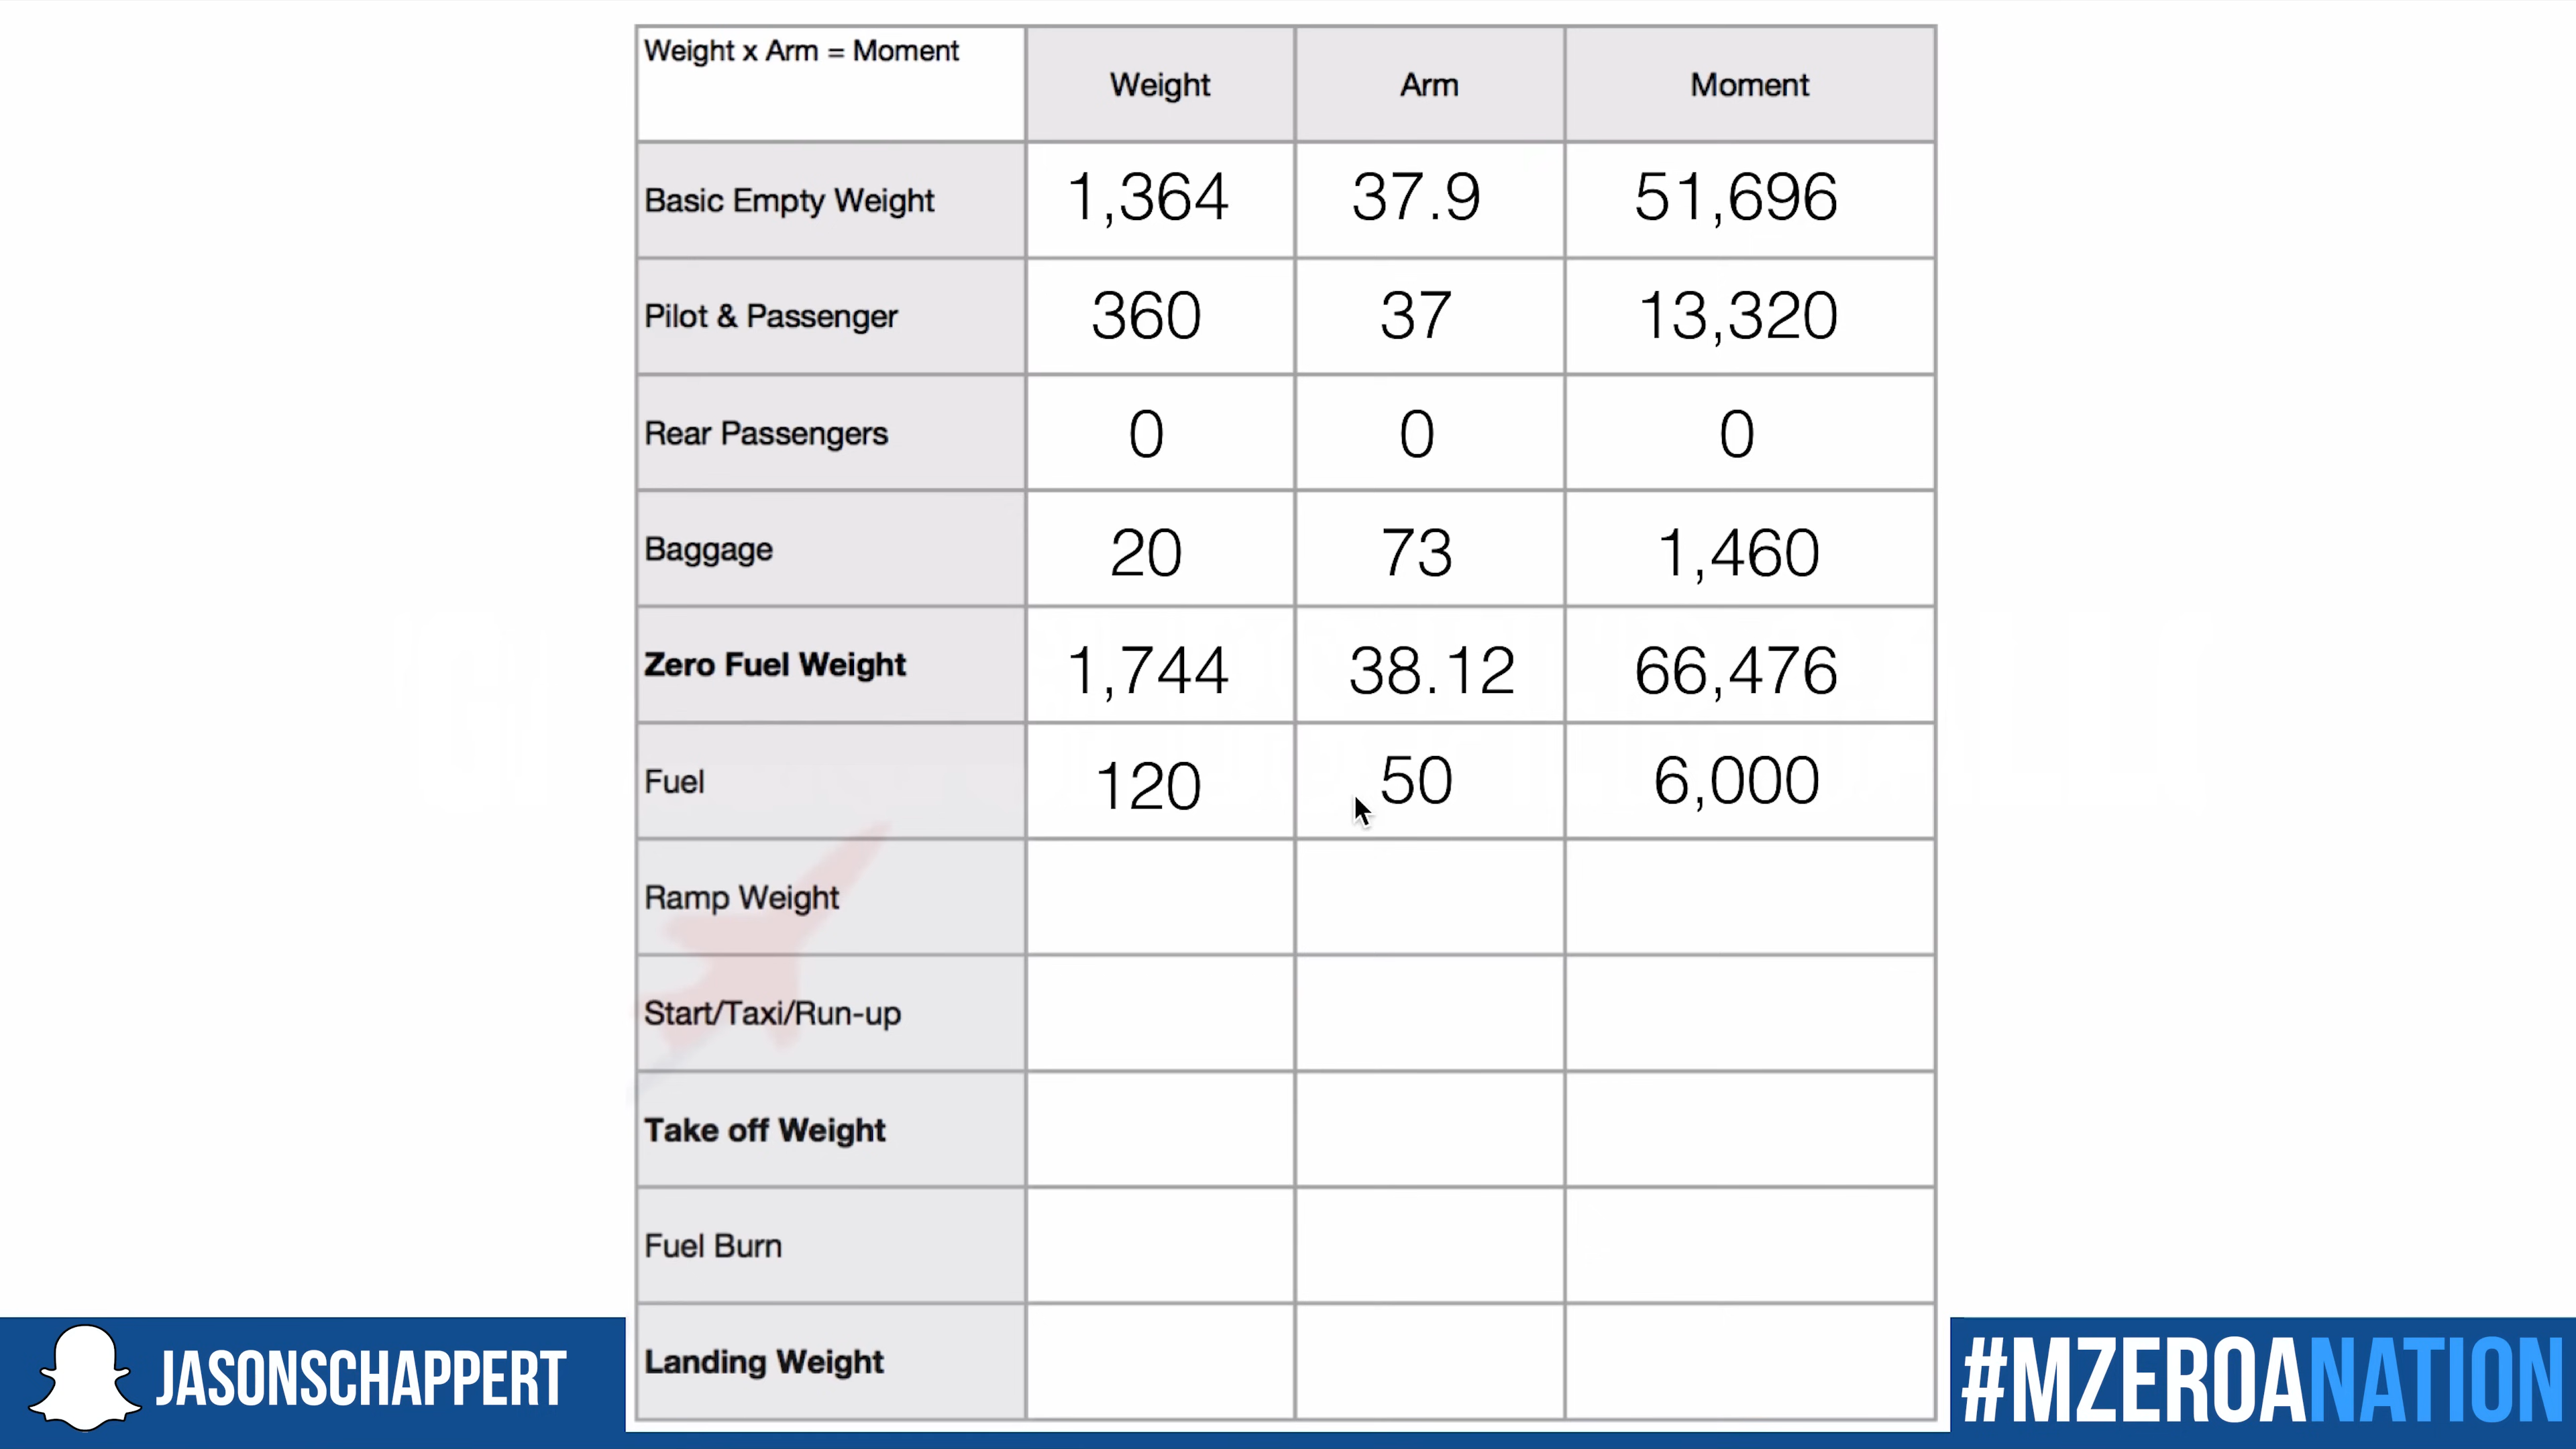 Weight x Arm = Moment Weight Arm Moment
Basic Empty Weight 1,364 37.9 51,696
Pilot & Passenger 360 37 13,320
Rear Passengers 0 0 0
Baggage 20 73 1,460
Zero Fuel Weight 1,744 38.12 66,476
Fuel 120 50 6,000
Ramp Weight
Start/Taxi/Run-up
Take off Weight
Fuel Burn
Landing Weight
JASONSCHAPPERT #MZEROANATION